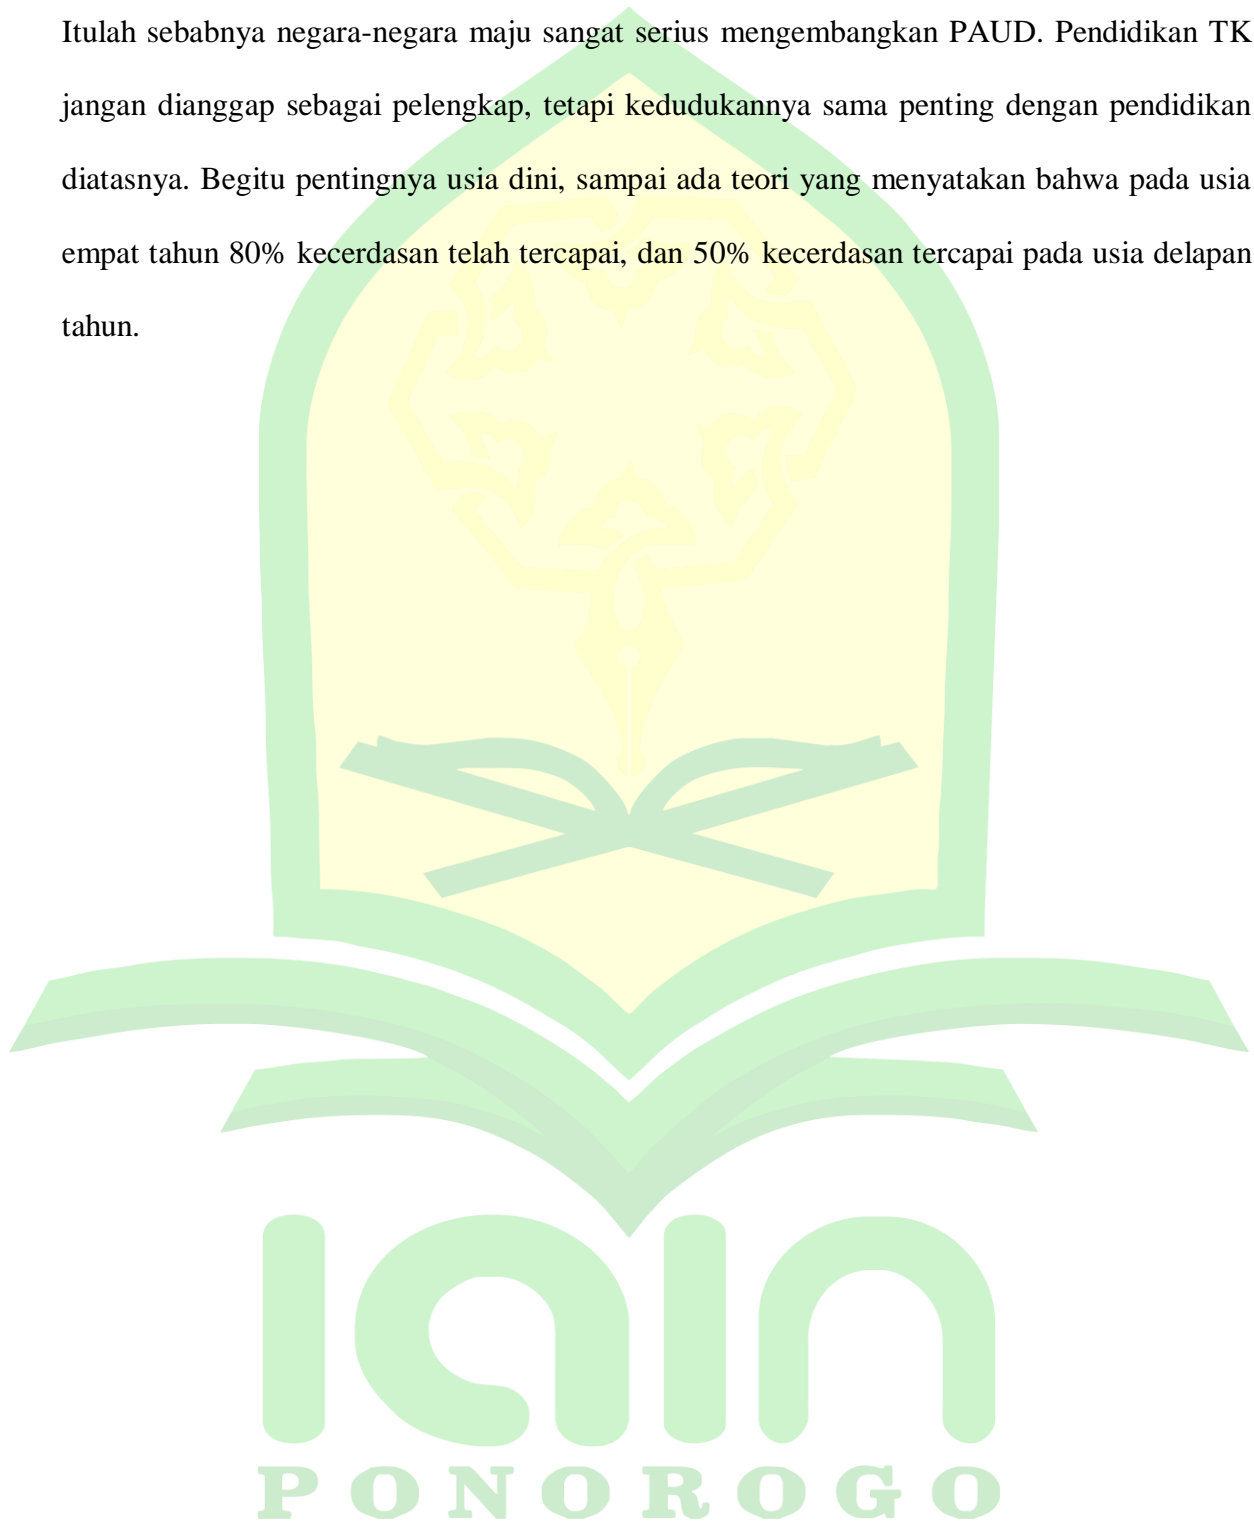 Itulah sebabnya negara-negara maju sangat serius mengembangkan PAUD. Pendidikan TK
jangan dianggap sebagai pelengkap, tetapi kedudukannya sama penting dengan pendidikan
diatasnya. Begitu pentingnya usia dini, sampai ada teori yang menyatakan bahwa pada usia
empat tahun 80% kecerdasan telah tercapai, dan 50% kecerdasan tercapai pada usia delapan
tahun.
iain
PONOROGO